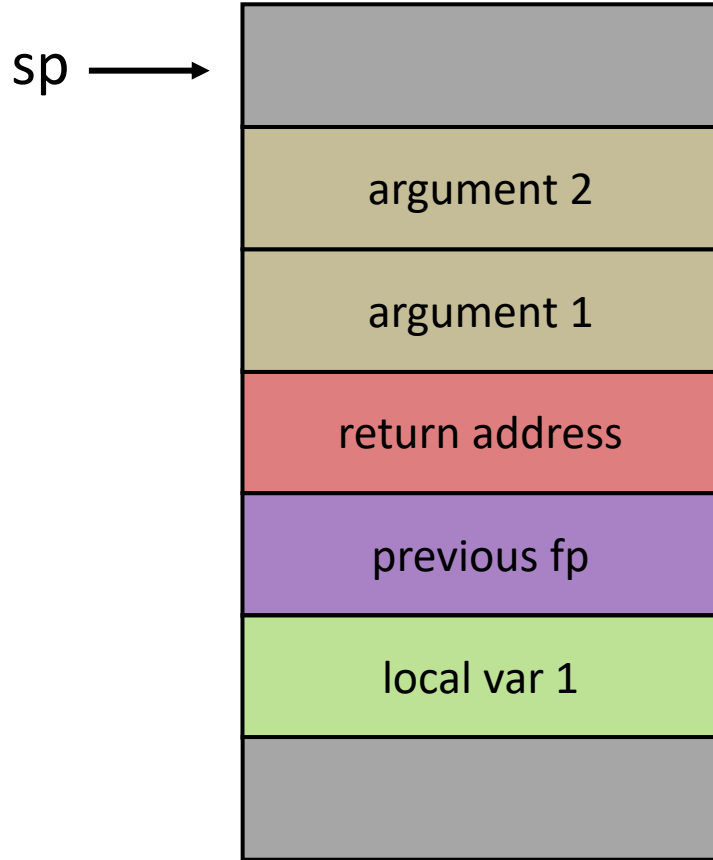 sp
argument 2
argument 1
return address
previous fp
local var 1